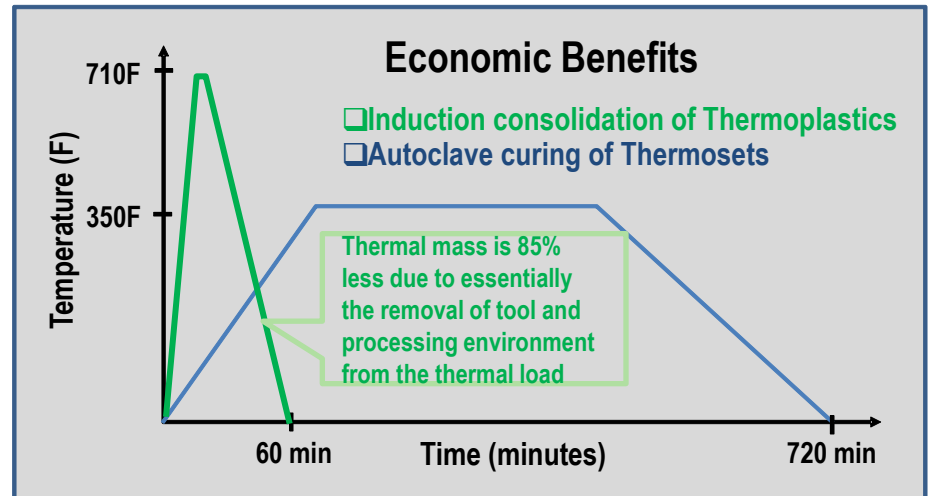 Economic Benefits
710F
❑Induction consolidation of Thermoplastics
❑Autoclave curing of Thermosets
350F
Temperature (F)
Thermal mass is 85%
less due to essentially
the removal of tool and
processing environment
from the thermal load
60 min
Time (minutes)
720 min